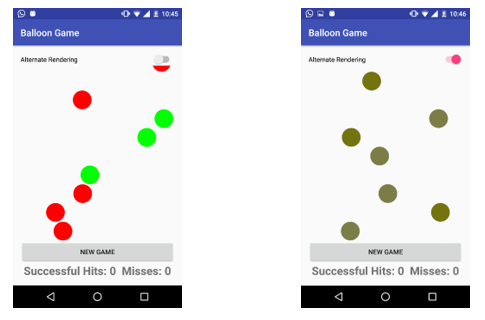 10:45
Balloon Game
Alternate Rendering
NEW GAME
Successful Hits: 0 Misses: 0
10:46
Balloon Game
Alternate Rendering
NEW GAME
Successful Hits: 0 Misses: 0